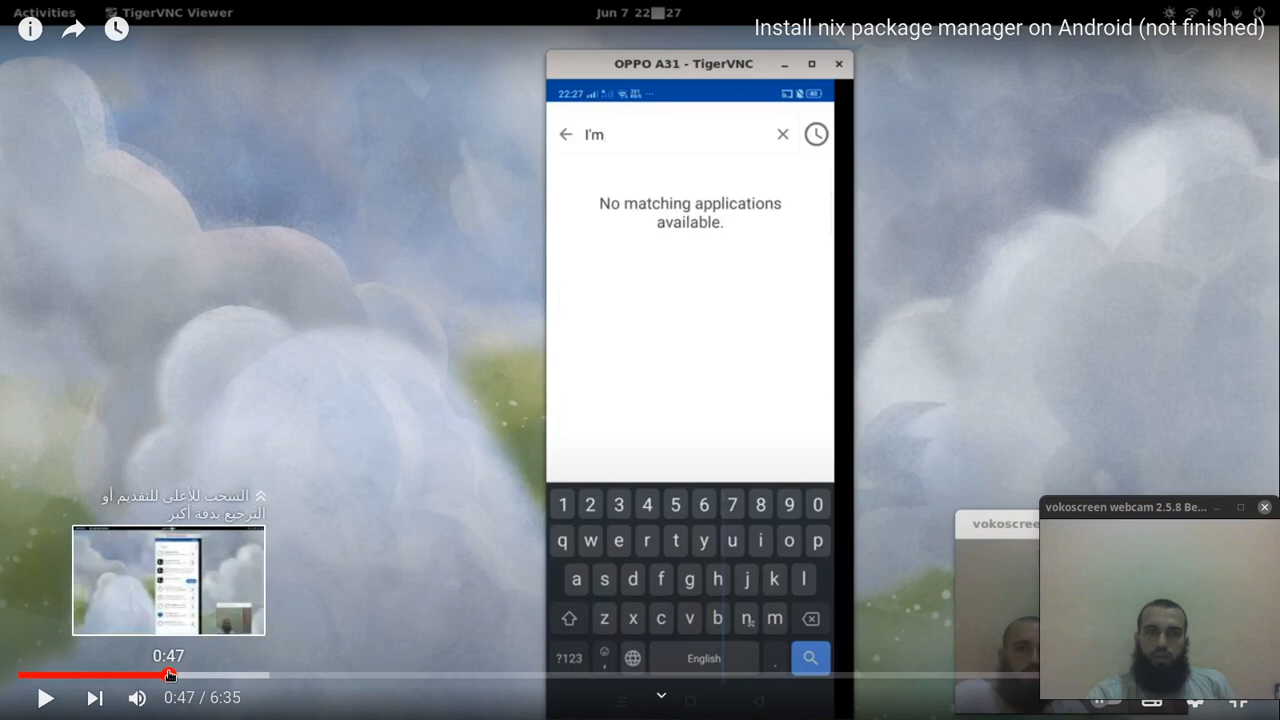 Activities
TigerVNC Viewer
Jun 7 22 27
Install nix package manager on Android (not finished)
OPPO A31 - TigerVNC
22:27
I'm
No matching applications
available.
1 2 3 4 5 6 7 8 9 0
q w e r t y u i o p
a s d f g h j k l
z x c v b n m
?123
English
.
السحب للأعلى للتقديم أو
الترجيع بدقة أكبر
vokoscreen webcam 2.5.8 Be...
vokoscree
0:47
0:47 / 6:35